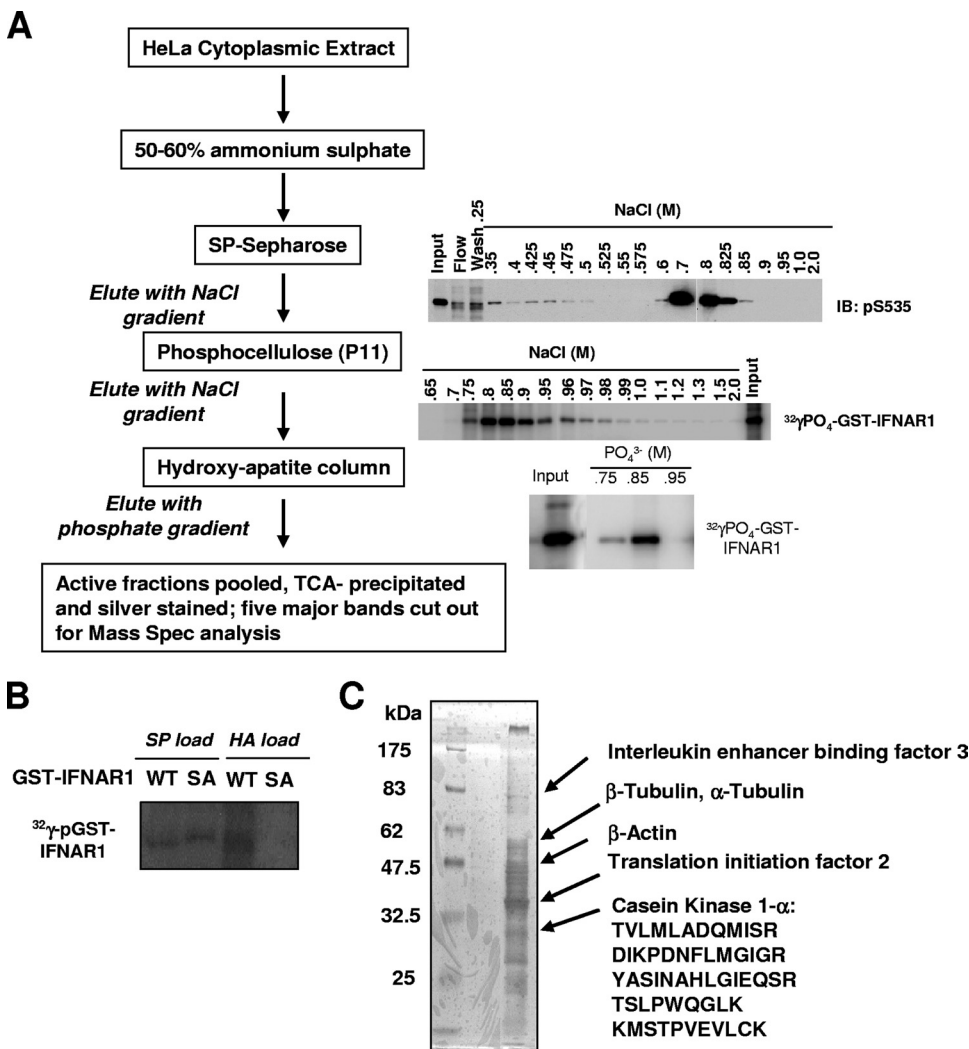 A
HeLa Cytoplasmic Extract
50-60% ammonium sulphate
SP-Sepharose
Elute with NaCl
gradient
Phosphocellulose (P11)
Elute with NaCl
gradient
Hydroxy-apatite column
Elute with
phosphate gradient
Active fractions pooled, TCA- precipitated
and silver stained; five major bands cut out
for Mass Spec analysis
NaCl (M)
Input Flow Wash .25 .35 .4 .425 .45 .475 .5 .525 .55 .575 .6 .7 .8 .825 .85 .9 .95 1.0 2.0
IB: pS535
NaCl (M)
.65 .7 .75 .8 .85 .9 .95 .96 .97 .98 .99 1.0 1.1 1.2 1.3 1.5 2.0 Input
³²γPO₄-GST-IFNAR1
PO₄³⁻ (M)
Input .75 .85 .95
³²γPO₄-GST-
IFNAR1
B
SP load HA load
GST-IFNAR1 WT SA WT SA
³²γ-pGST-
IFNAR1
C
kDa
175
83
62
47.5
32.5
25
Interleukin enhancer binding factor 3
β-Tubulin, α-Tubulin
β-Actin
Translation initiation factor 2
Casein Kinase 1-α:
TVLMLADQMISR
DIKPDNFLMGIGR
YASINAHLGIEQSR
TSLPWQGLK
KMSTPVEVLCK